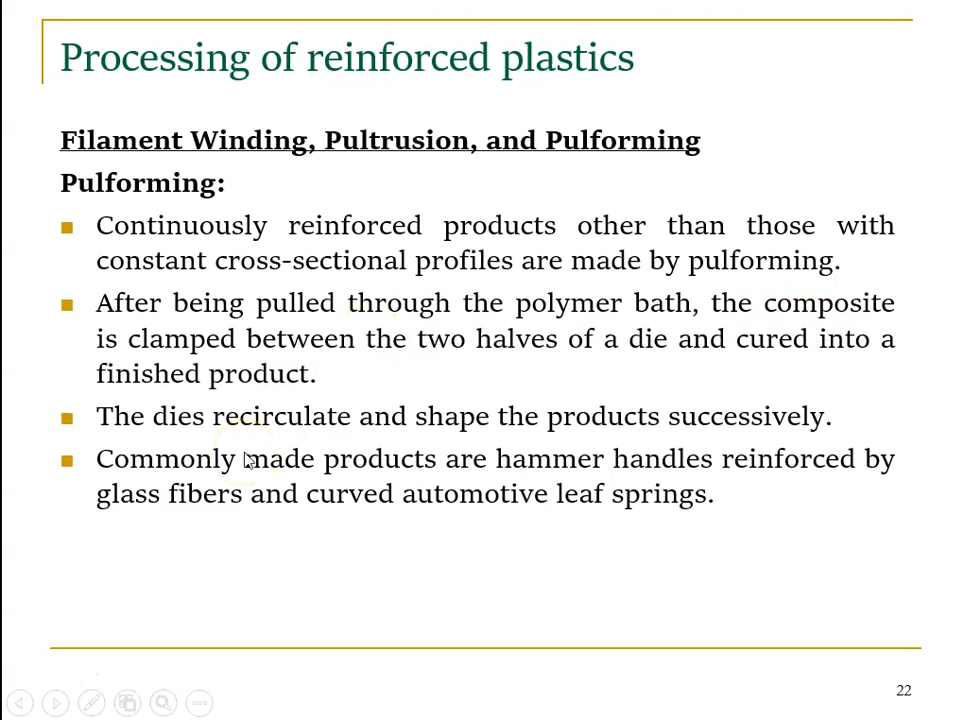 Processing of reinforced plastics
Filament Winding, Pultrusion, and Pulforming
Pulforming:
Continuously reinforced products other than those with
constant cross-sectional profiles are made by pulforming.
After being pulled through the polymer bath, the composite
is clamped between the two halves of a die and cured into a
finished product.
The dies recirculate and shape the products successively.
Commonly made products are hammer handles reinforced by
glass fibers and curved automotive leaf springs.
22